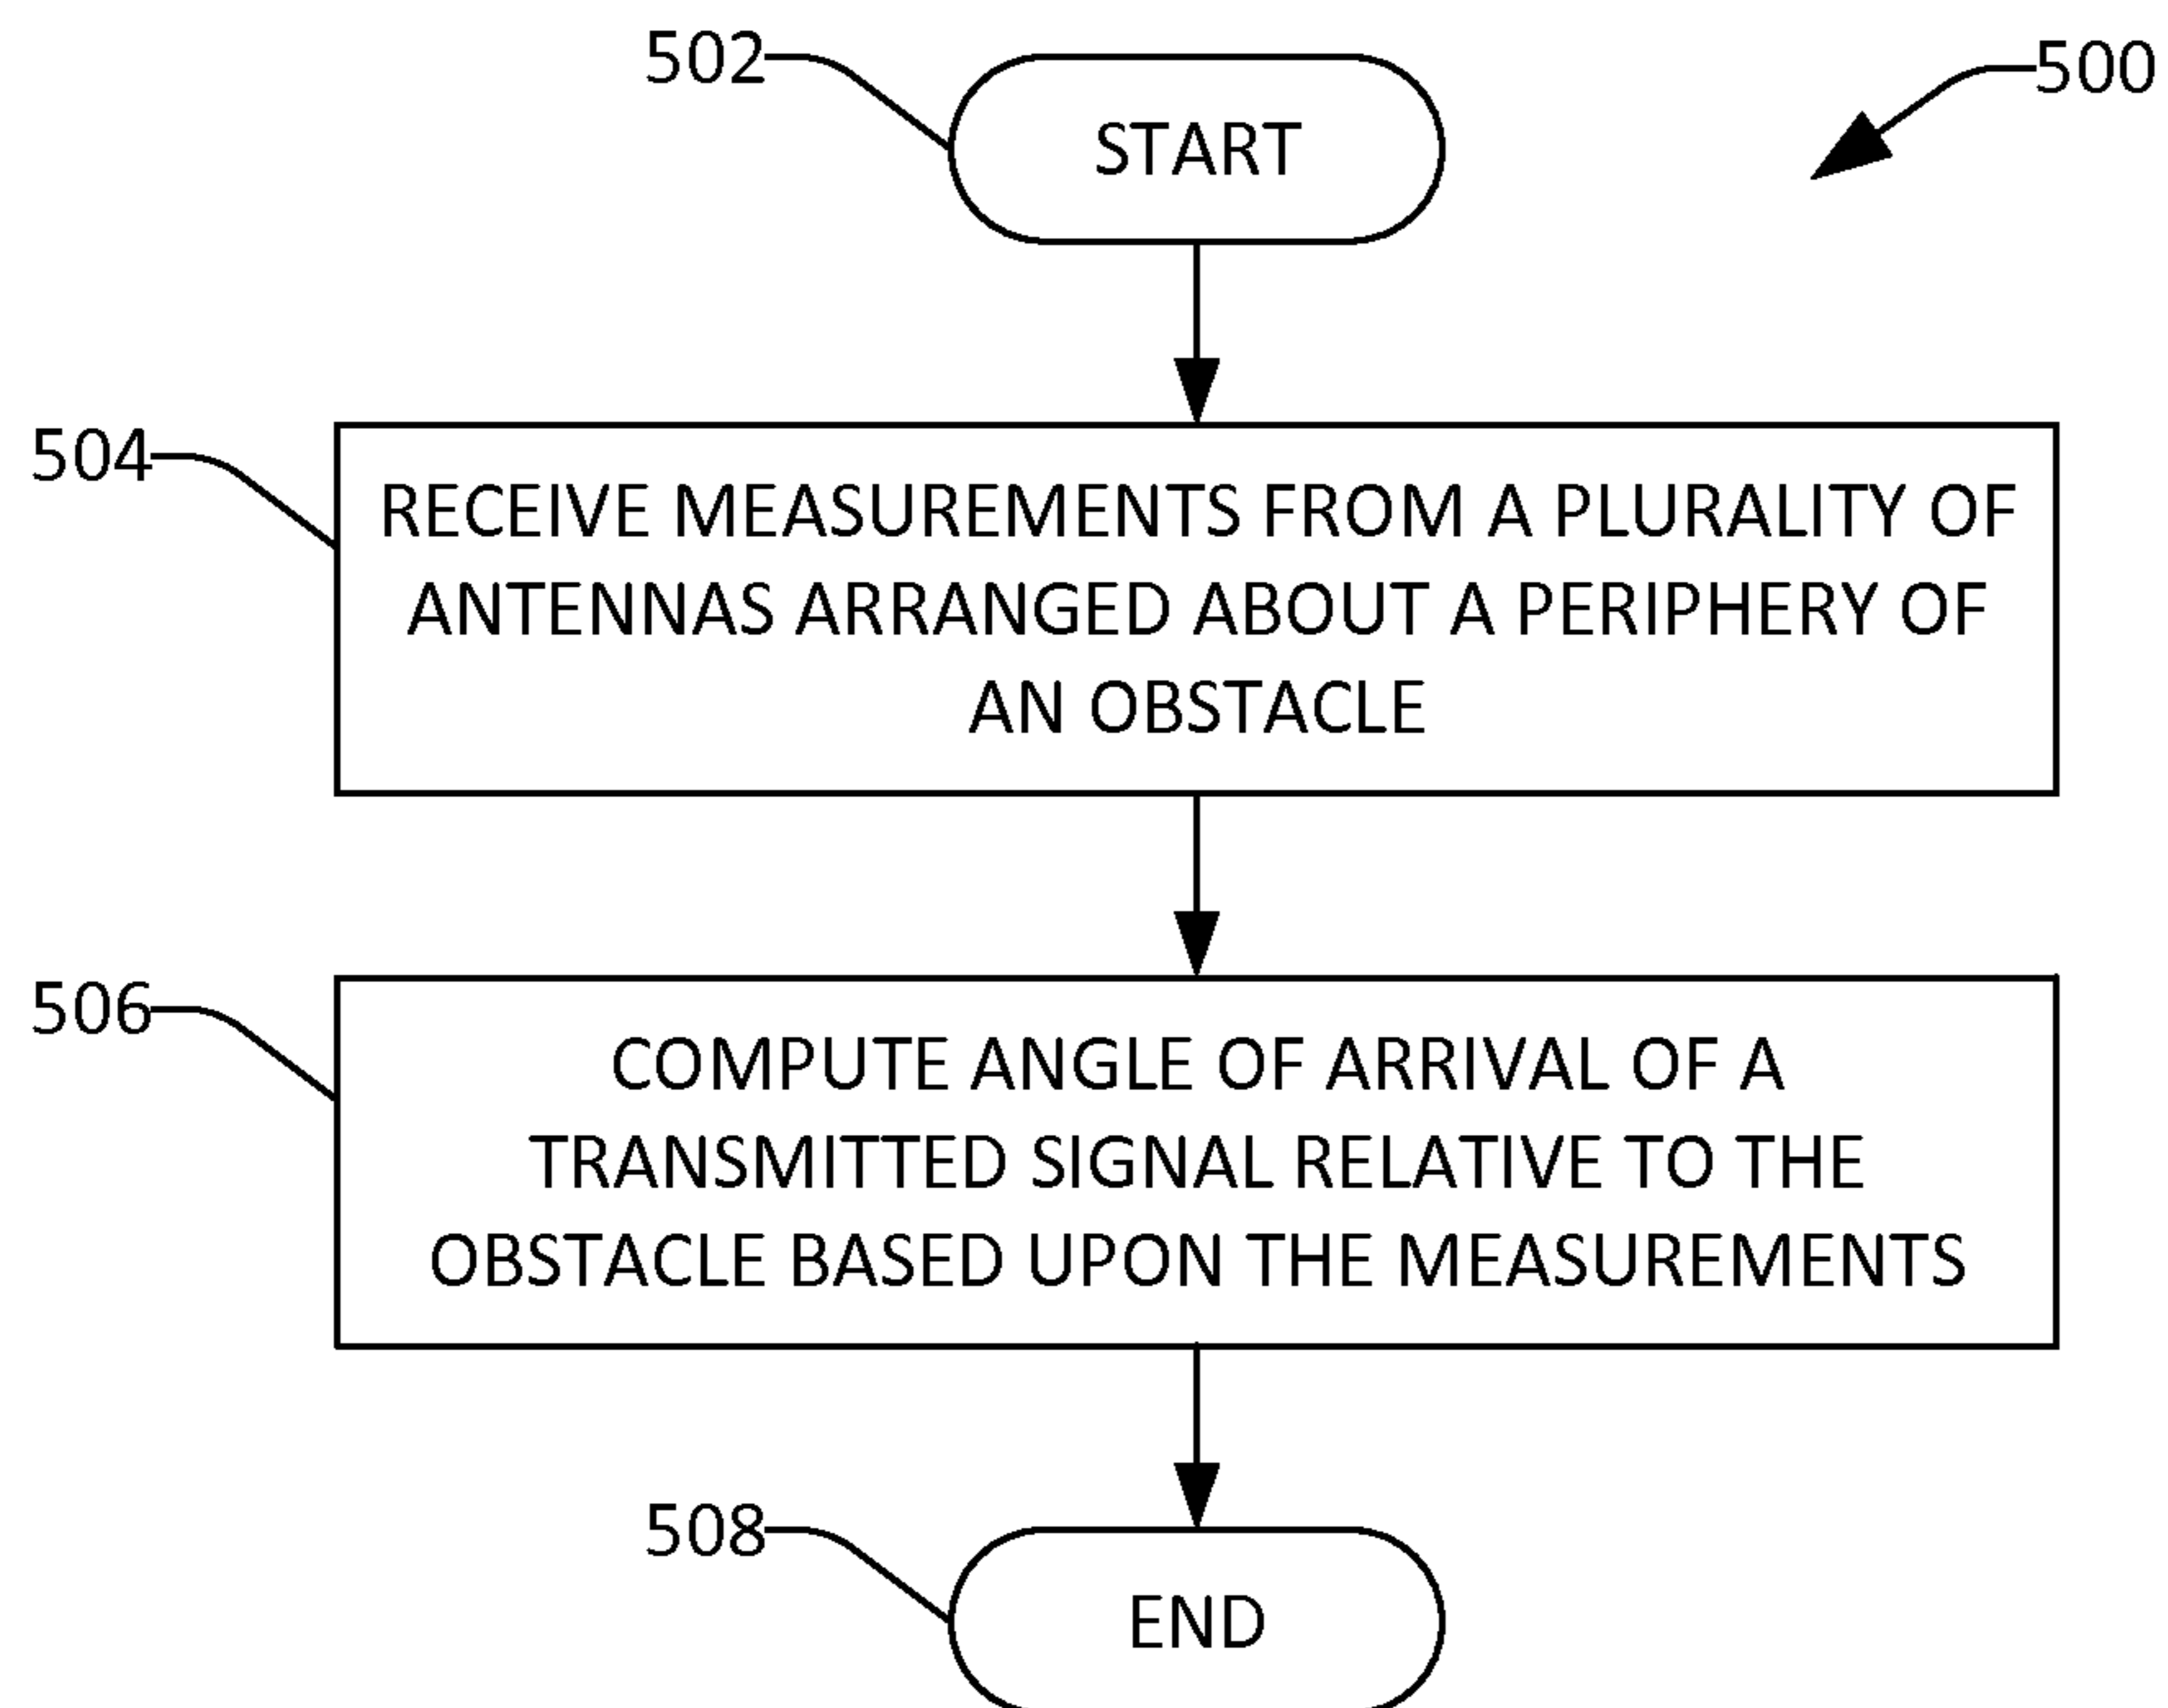 502
START
500
504
RECEIVE MEASUREMENTS FROM A PLURALITY OF
ANTENNAS ARRANGED ABOUT A PERIPHERY OF
AN OBSTACLE
506
COMPUTE ANGLE OF ARRIVAL OF A
TRANSMITTED SIGNAL RELATIVE TO THE
OBSTACLE BASED UPON THE MEASUREMENTS
508
END